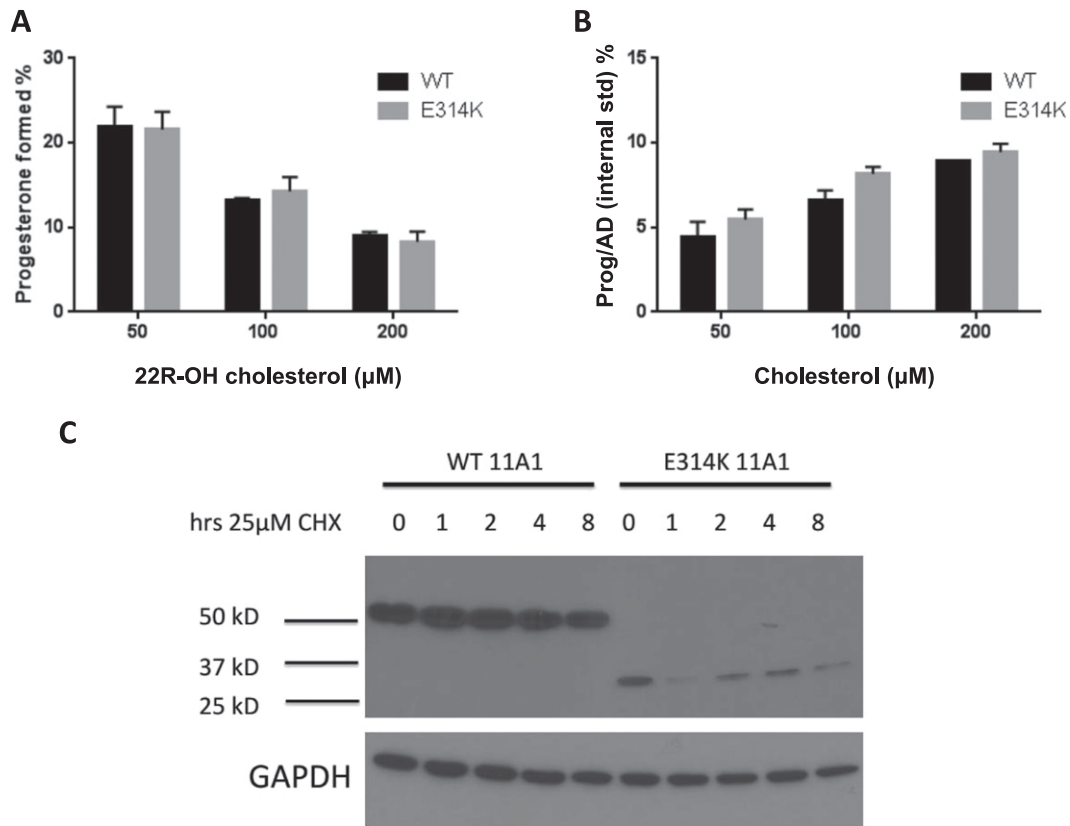 A
Progesterone formed %
30
20
10
0
WT
E314K
50 100 200
22R-OH cholesterol (µM)
B
Prog/AD (internal std) %
15
10
5
0
WT
E314K
50 100 200
Cholesterol (µM)
C
WT 11A1 E314K 11A1
hrs 25µM CHX 0 1 2 4 8 0 1 2 4 8
50 kD
37 kD
25 kD
GAPDH